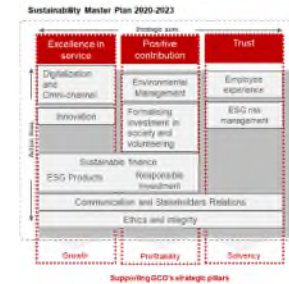 Sustainability Master Plan 2020-2023
Strategic axes
Excellence in
service
Positive
contribution
Trust
Digitalization
and
Omni-channel
Environmental
Management
Employee
experience
Innovation
Formalising
investment in
society and
volunteering
ESG risk
management
Action lines
Sustainable finance
ESG Products
Responsible
Investment
Communication and Stakeholders Relations
Ethics and integrity
Growth
Profitability
Solvency
Supporting GCO's strategic pillars